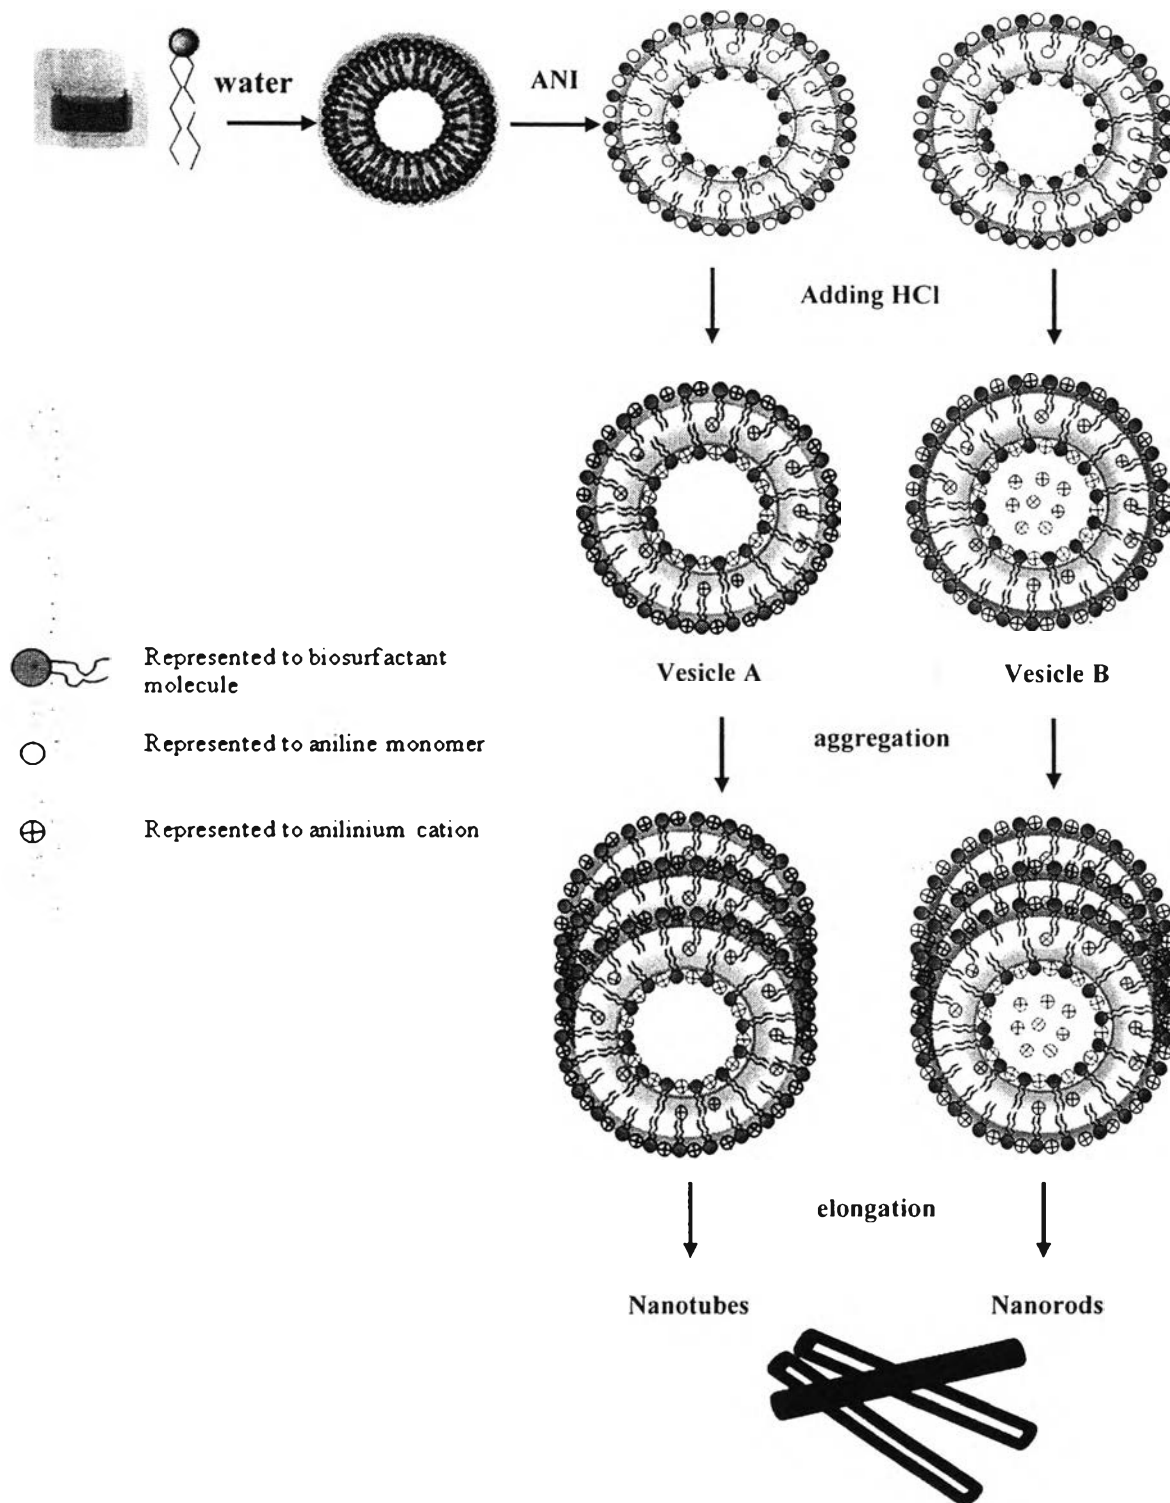 water
ANI
Adding HCl
Vesicle A
Vesicle B
Represented to biosurfactant
molecule
Represented to aniline monomer
Represented to anilinium cation
aggregation
elongation
Nanotubes
Nanorods